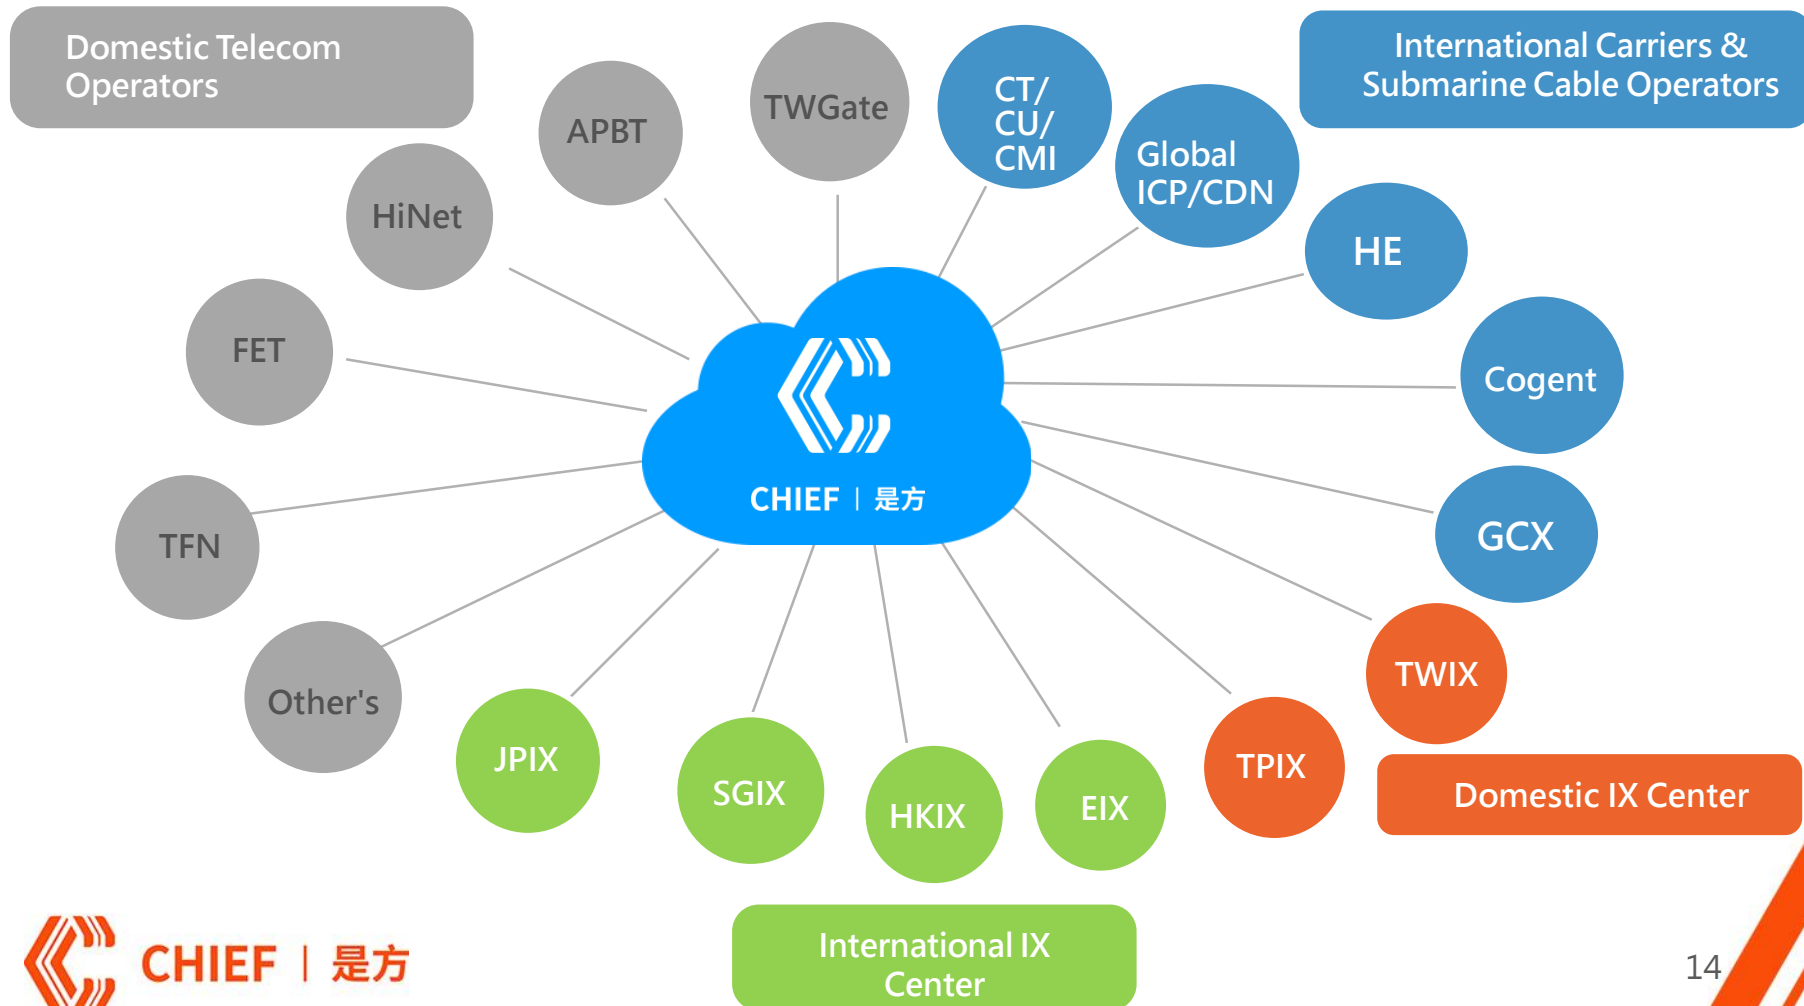 Domestic Telecom
Operators
International Carriers &
Submarine Cable Operators
TWGate
CT/
CU/
CMI
APBT
Global
ICP/CDN
HiNet
HE
FET
Cogent
CHIEF | 是方
TFN
GCX
Other's
TWIX
JPIX
SGIX
HKIX
EIX
TPIX
Domestic IX Center
International IX
Center
CHIEF | 是方
14